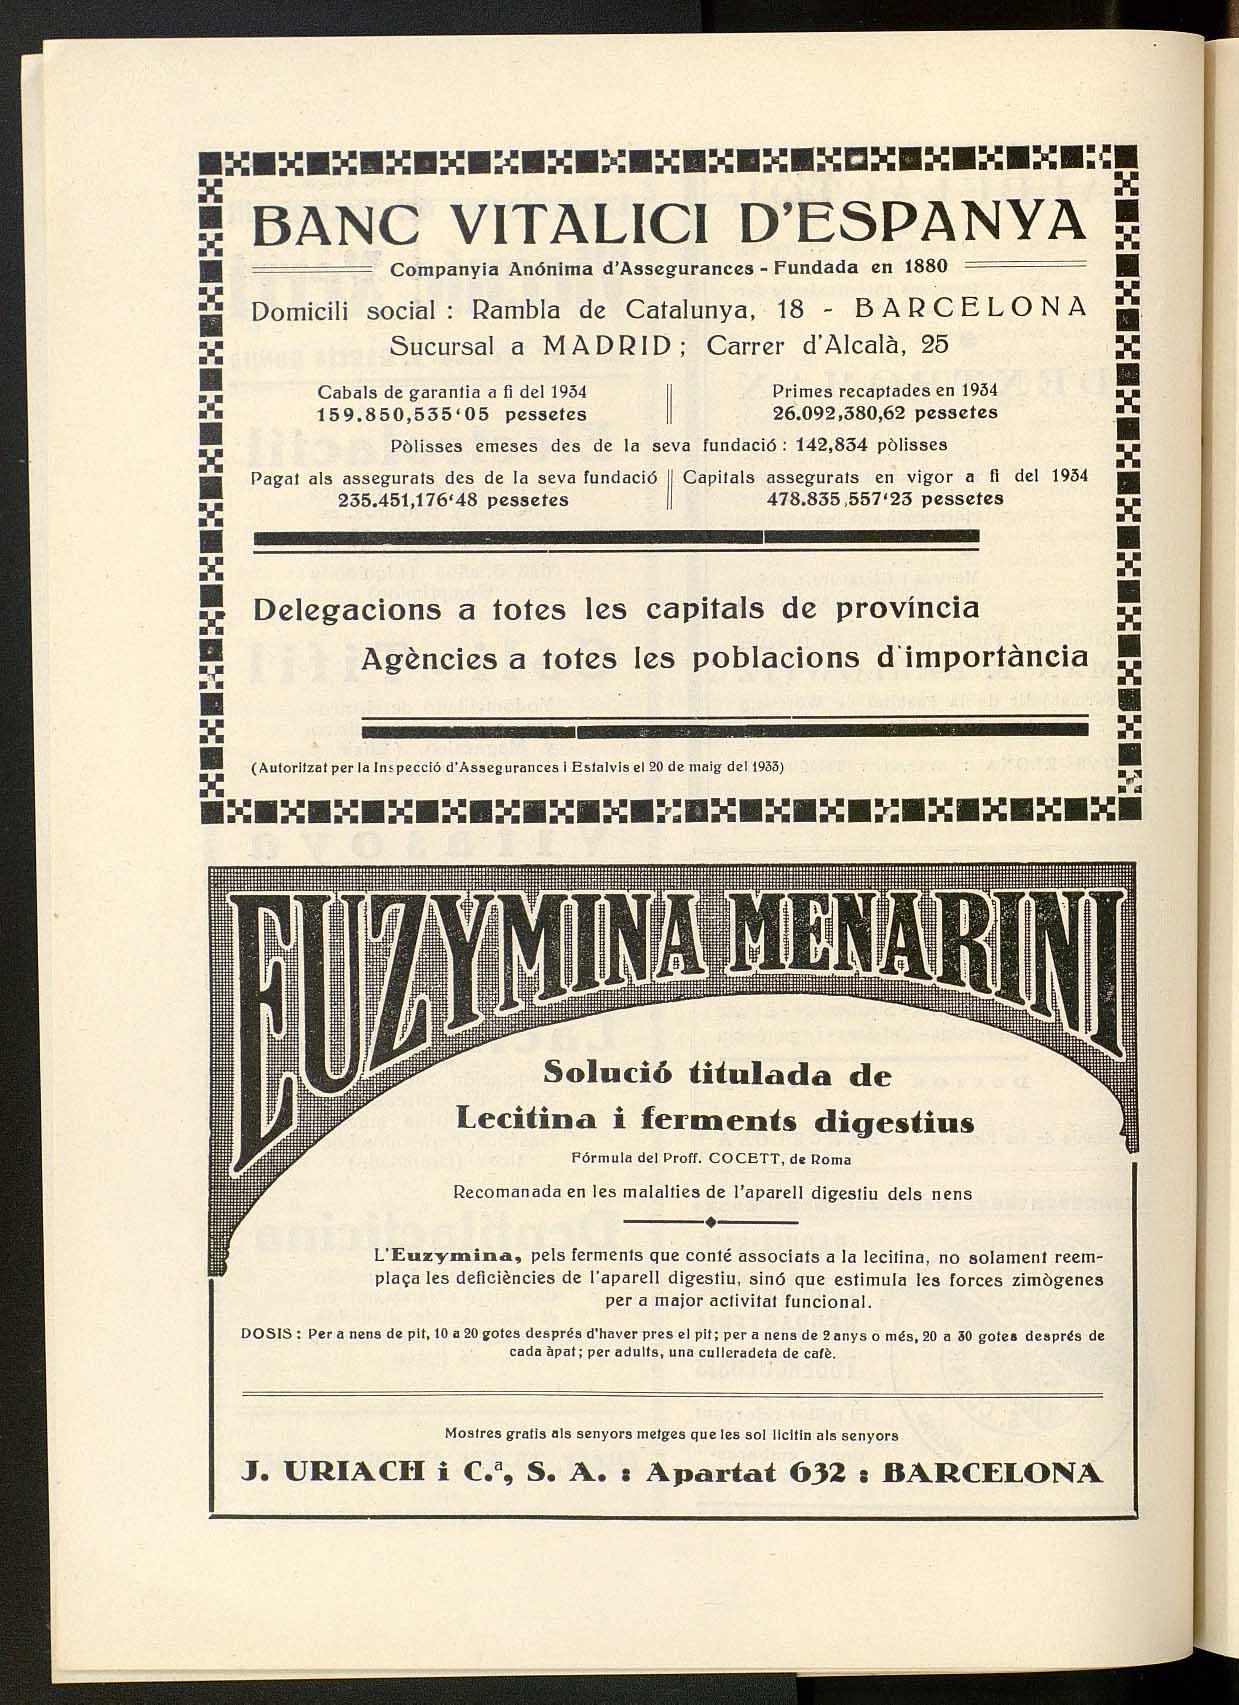 BANC VITALICI D'ESPANYA
Companyia Anónima d'Assegurances - Fundada en 1880
Domicili social : Rambla de Catalunya, 18 - BARCELONA
Sucursal a MADRID ; Carrer d'Alcalà, 25
Cabals de garantia a fi del 1934
159.850,535'05 pessetes
Primes recaptades en 1934
26.092,380,62 pessetes
Pòlisses emeses des de la seva fundació : 142,834 pòlisses
Pagat als assegurats des de la seva fundació
235.451,176'48 pessetes
Capitals assegurats en vigor a fi del 1934
478.835,557'23 pessetes
Delegacions a totes les capitals de província
Agències a totes les poblacions d'importància
(Autoritzat per la Inspecció d'Assegurances i Estalvis el 20 de maig del 1933)
EUZYMINA MENARINI
Solució titulada de
Lecitina i ferments digestius
Fórmula del Proff. COCETT, de Roma
Recomanada en les malalties de l'aparell digestiu dels nens
L'Euzymina, pels ferments que conté associats a la lecitina, no solament reem-
plaça les deficiències de l'aparell digestiu, sinó que estimula les forces zimògenes
per a major activitat funcional.
DOSIS : Per a nens de pit, 10 a 20 gotes després d'haver pres el pit; per a nens de 2 anys o més, 20 a 30 gotes després de
cada àpat; per adults, una culleradeta de cafè.
Mostres gratis als senyors metges que les sol licitin als senyors
J. URIACH i C.ª, S. A. : Apartat 632 : BARCELONA